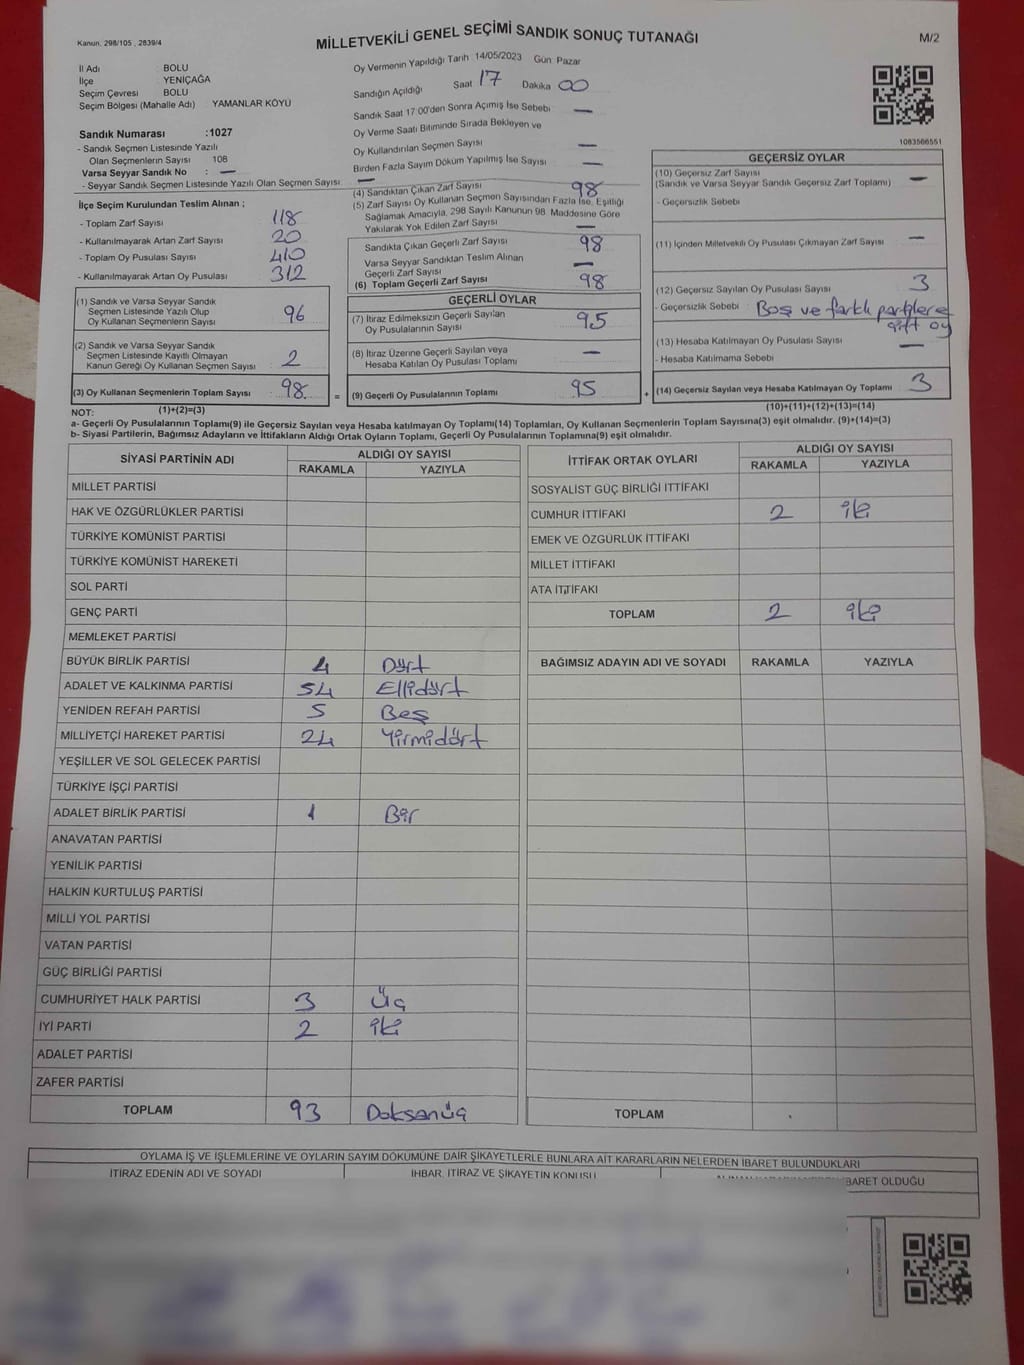 Kanun, 298/105 , 2839/4
MİLLETVEKİLİ GENEL SEÇİMİ SANDIK SONUÇ TUTANAĞI
M/2
İl Adı BOLU
İlçe YENİÇAĞA
Seçim Çevresi BOLU
Seçim Bölgesi (Mahalle Adı) YAMANLAR KÖYÜ
Sandık Numarası :1027
- Sandık Seçmen Listesinde Yazılı
Olan Seçmenlerin Sayısı 108
Varsa Seyyar Sandık No : —
- Seyyar Sandık Seçmen Listesinde Yazılı Olan Seçmen Sayısı —
İlçe Seçim Kurulundan Teslim Alınan ;
- Toplam Zarf Sayısı 118
- Kullanılmayarak Artan Zarf Sayısı 20
- Toplam Oy Pusulası Sayısı 410
- Kullanılmayarak Artan Oy Pusulası 312
(1) Sandık ve Varsa Seyyar Sandık
Seçmen Listesinde Yazılı Olup
Oy Kullanan Seçmenlerin Sayısı 96
(2) Sandık ve Varsa Seyyar Sandık
Seçmen Listesinde Kayıtlı Olmayan
Kanun Gereği Oy Kullanan Seçmen Sayısı 2
(3) Oy Kullanan Seçmenlerin Toplam Sayısı 98
Oy Vermenin Yapıldığı Tarih 14/05/2023 Gün Pazar
Sandığın Açıldığı Saat 17 Dakika 00
Sandık Saat 17:00'den Sonra Açımış İse Sebebi —
Oy Verme Saati Bitiminde Sırada Bekleyen ve
Oy Kullandırılan Seçmen Sayısı —
Birden Fazla Sayım Döküm Yapılmış İse Sayısı —
(4) Sandıktan Çıkan Zarf Sayısı 98
(5) Zarf Sayısı Oy Kullanan Seçmen Sayısından Fazla İse, Eşitliği
Sağlamak Amacıyla, 298 Sayılı Kanunun 98. Maddesine Göre
Yakılarak Yok Edilen Zarf Sayısı —
Sandıkta Çıkan Geçerli Zarf Sayısı 98
Varsa Seyyar Sandıktan Teslim Alınan
Geçerli Zarf Sayısı —
(6) Toplam Geçerli Zarf Sayısı 98
GEÇERLİ OYLAR
(7) İtiraz Edilmeksizin Geçerli Sayılan
Oy Pusulalarının Sayısı 95
(8) İtiraz Üzerine Geçerli Sayılan veya
Hesaba Katılan Oy Pusulası Toplamı —
= (9) Geçerli Oy Pusulalarının Toplamı 95
1083566551
GEÇERSİZ OYLAR
(10) Geçersiz Zarf Sayısı
(Sandık ve Varsa Seyyar Sandık Geçersiz Zarf Toplamı) —
- Geçersizlik Sebebi
(11) İçinden Milletvekili Oy Pusulası Çıkmayan Zarf Sayısı —
(12) Geçersiz Sayılan Oy Pusulası Sayısı 3
- Geçersizlik Sebebi Boş ve farklı partilere
çift oy
(13) Hesaba Katılmayan Oy Pusulası Sayısı —
- Hesaba Katılmama Sebebi
+ (14) Geçersiz Sayılan veya Hesaba Katılmayan Oy Toplamı 3
NOT: (1)+(2)=(3) (10)+(11)+(12)+(13)=(14)
a- Geçerli Oy Pusulalarının Toplamı(9) ile Geçersiz Sayılan veya Hesaba katılmayan Oy Toplamı(14) Toplamları, Oy Kullanan Seçmenlerin Toplam Sayısına(3) eşit olmalıdır. (9)+(14)=(3)
b- Siyasi Partilerin, Bağımsız Adayların ve İttifakların Aldığı Ortak Oyların Toplamı, Geçerli Oy Pusulalarının Toplamına(9) eşit olmalıdır.
SİYASİ PARTİNİN ADI ALDIĞI OY SAYISI
RAKAMLA YAZIYLA
MİLLET PARTİSİ
HAK VE ÖZGÜRLÜKLER PARTİSİ
TÜRKİYE KOMÜNİST PARTİSİ
TÜRKİYE KOMÜNİST HAREKETİ
SOL PARTİ
GENÇ PARTİ
MEMLEKET PARTİSİ
BÜYÜK BİRLİK PARTİSİ 4 Dört
ADALET VE KALKINMA PARTİSİ 54 Ellidört
YENİDEN REFAH PARTİSİ 5 Beş
MİLLİYETÇİ HAREKET PARTİSİ 24 Yirmidört
YEŞİLLER VE SOL GELECEK PARTİSİ
TÜRKİYE İŞÇİ PARTİSİ
ADALET BİRLİK PARTİSİ 1 Bir
ANAVATAN PARTİSİ
YENİLİK PARTİSİ
HALKIN KURTULUŞ PARTİSİ
MİLLİ YOL PARTİSİ
VATAN PARTİSİ
GÜÇ BİRLİĞİ PARTİSİ
CUMHURİYET HALK PARTİSİ 3 Üç
İYİ PARTİ 2 iki
ADALET PARTİSİ
ZAFER PARTİSİ
TOPLAM 93 Doksanüç
İTTİFAK ORTAK OYLARI ALDIĞI OY SAYISI
RAKAMLA YAZIYLA
SOSYALİST GÜÇ BİRLİĞİ İTTİFAKI
CUMHUR İTTİFAKI 2 iki
EMEK VE ÖZGÜRLÜK İTTİFAKI
MİLLET İTTİFAKI
ATA İTTİFAKI
TOPLAM 2 iki
BAĞIMSIZ ADAYIN ADI VE SOYADI RAKAMLA YAZIYLA
TOPLAM
OYLAMA İŞ VE İŞLEMLERİNE VE OYLARIN SAYIM DÖKÜMÜNE DAİR ŞİKAYETLERLE BUNLARA AİT KARARLARIN NELERDEN İBARET BULUNDUKLARI
İTİRAZ EDENİN ADI VE SOYADI İHBAR, İTİRAZ VE ŞİKAYETİN KONUSU İBARET OLDUĞU